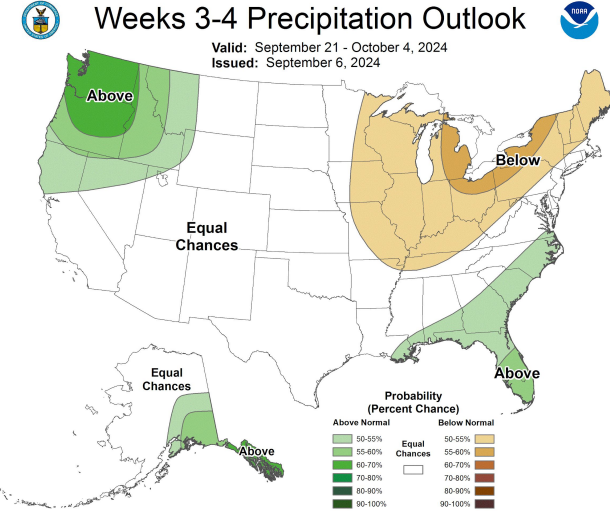 Weeks 3-4 Precipitation Outlook
Valid: September 21 - October 4, 2024
Issued: September 6, 2024
NOAA
Above
Below
Equal
Chances
Above
Equal
Chances
Above
Probability
(Percent Chance)
Above Normal
50-55%
55-60%
60-70%
70-80%
80-90%
90-100%
Equal
Chances
Below Normal
50-55%
55-60%
60-70%
70-80%
80-90%
90-100%